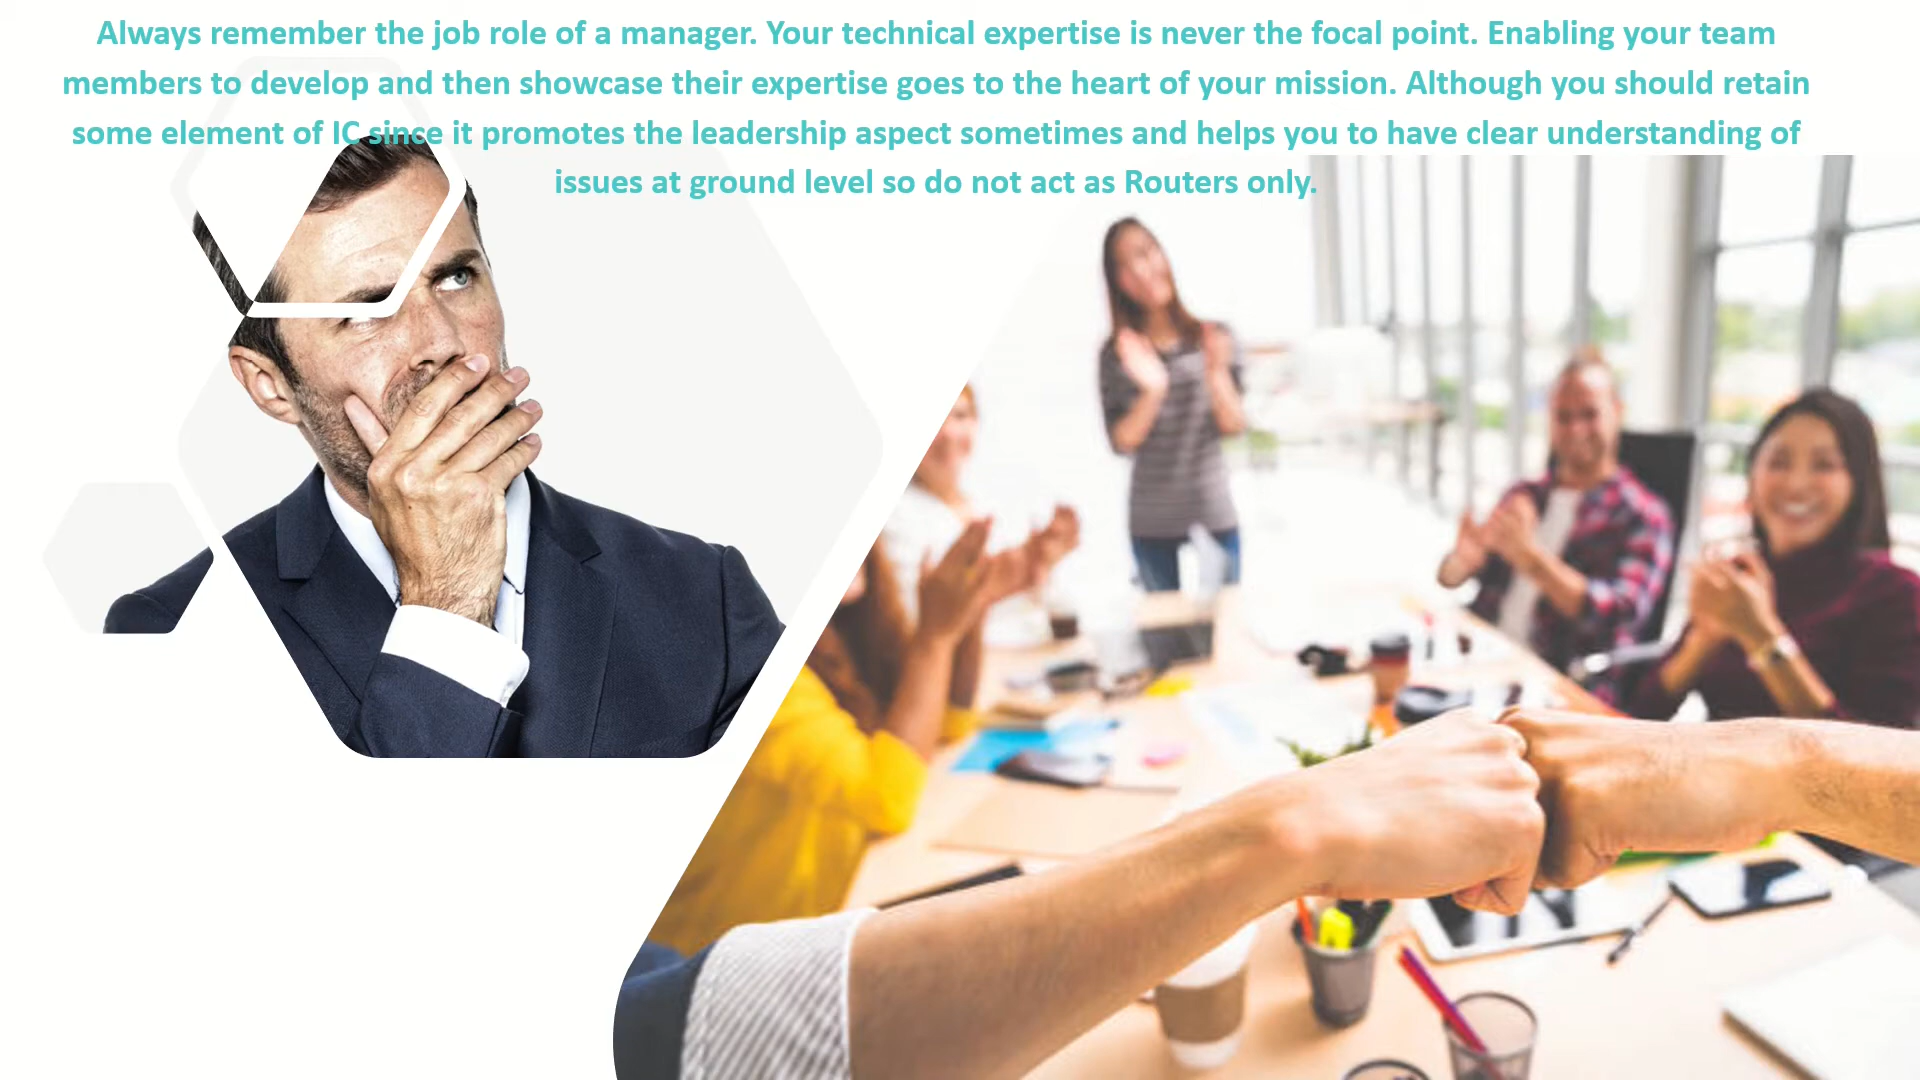 Always remember the job role of a manager. Your technical expertise is never the focal point. Enabling your team
members to develop and then showcase their expertise goes to the heart of your mission. Although you should retain
some element of IC since it promotes the leadership aspect sometimes and helps you to have clear understanding of
issues at ground level so do not act as Routers only.